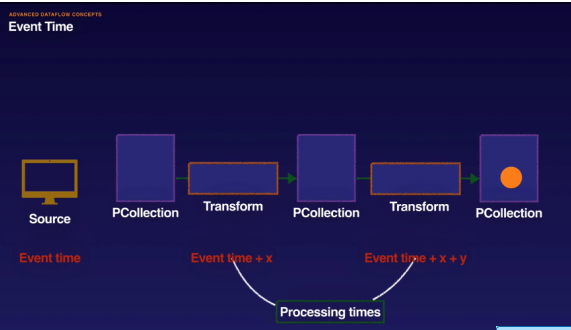 ADVANCED DATAFLOW CONCEPTS
Event Time
Source
PCollection
Transform
PCollection
Transform
PCollection
Event time
Event time + x
Event time + x + y
Processing times